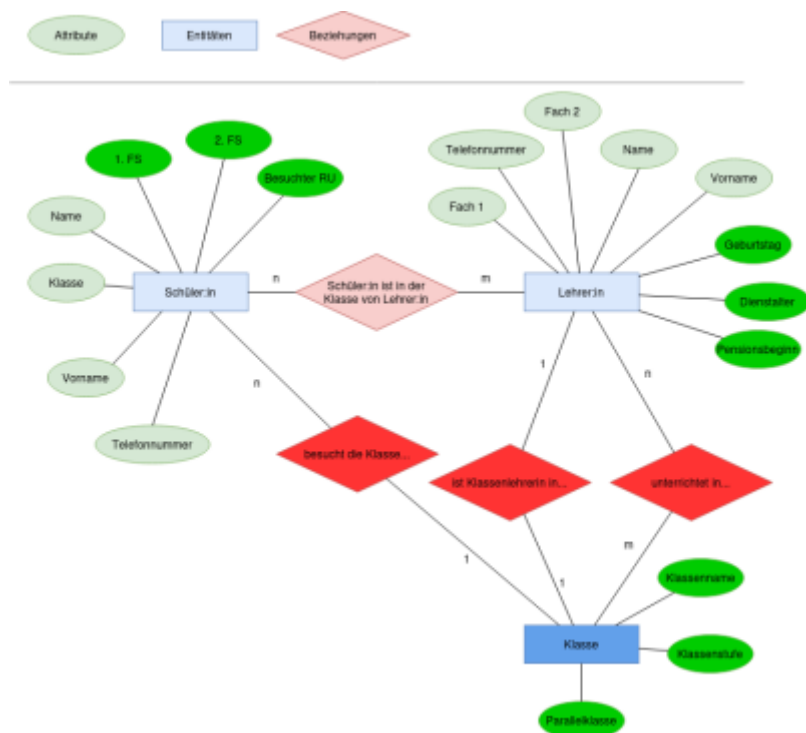 Attribute
Entitäten
Beziehungen
Fach 2
2. FS
1. FS
Telefonnummer
Name
Besuchter RU
Vorname
Fach 1
Name
Geburtstag
Klasse
Schüler:in
n
Schüler:in ist in der
Klasse von Lehrer:in
m
Lehrer:in
Dienstalter
Pensionsbeginn
Vorname
n
1
n
Telefonnummer
besucht die Klasse...
ist Klassenlehrerin in...
unterrichtet in...
1
1
m
Klassenname
Klasse
Klassenstufe
Parallelklasse